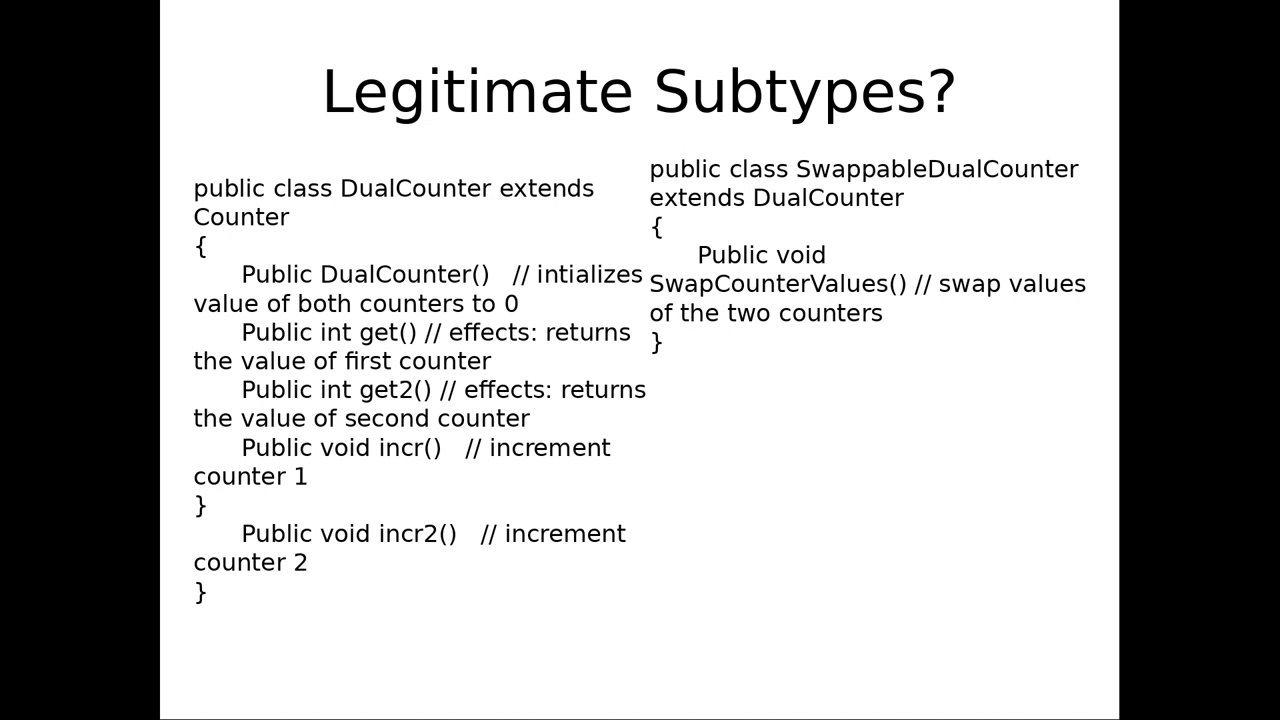 Legitimate Subtypes?
public class DualCounter extends
Counter
{
Public DualCounter()   // intializes
value of both counters to 0
Public int get() // effects: returns
the value of first counter
Public int get2() // effects: returns
the value of second counter
Public void incr()   // increment
counter 1
}
Public void incr2()   // increment
counter 2
}
public class SwappableDualCounter
extends DualCounter
{
Public void
SwapCounterValues() // swap values
of the two counters
}